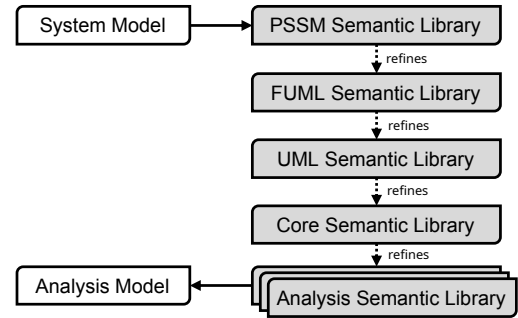 System Model
PSSM Semantic Library
refines
FUML Semantic Library
refines
UML Semantic Library
refines
Core Semantic Library
refines
Analysis Model
Analysis Semantic Library